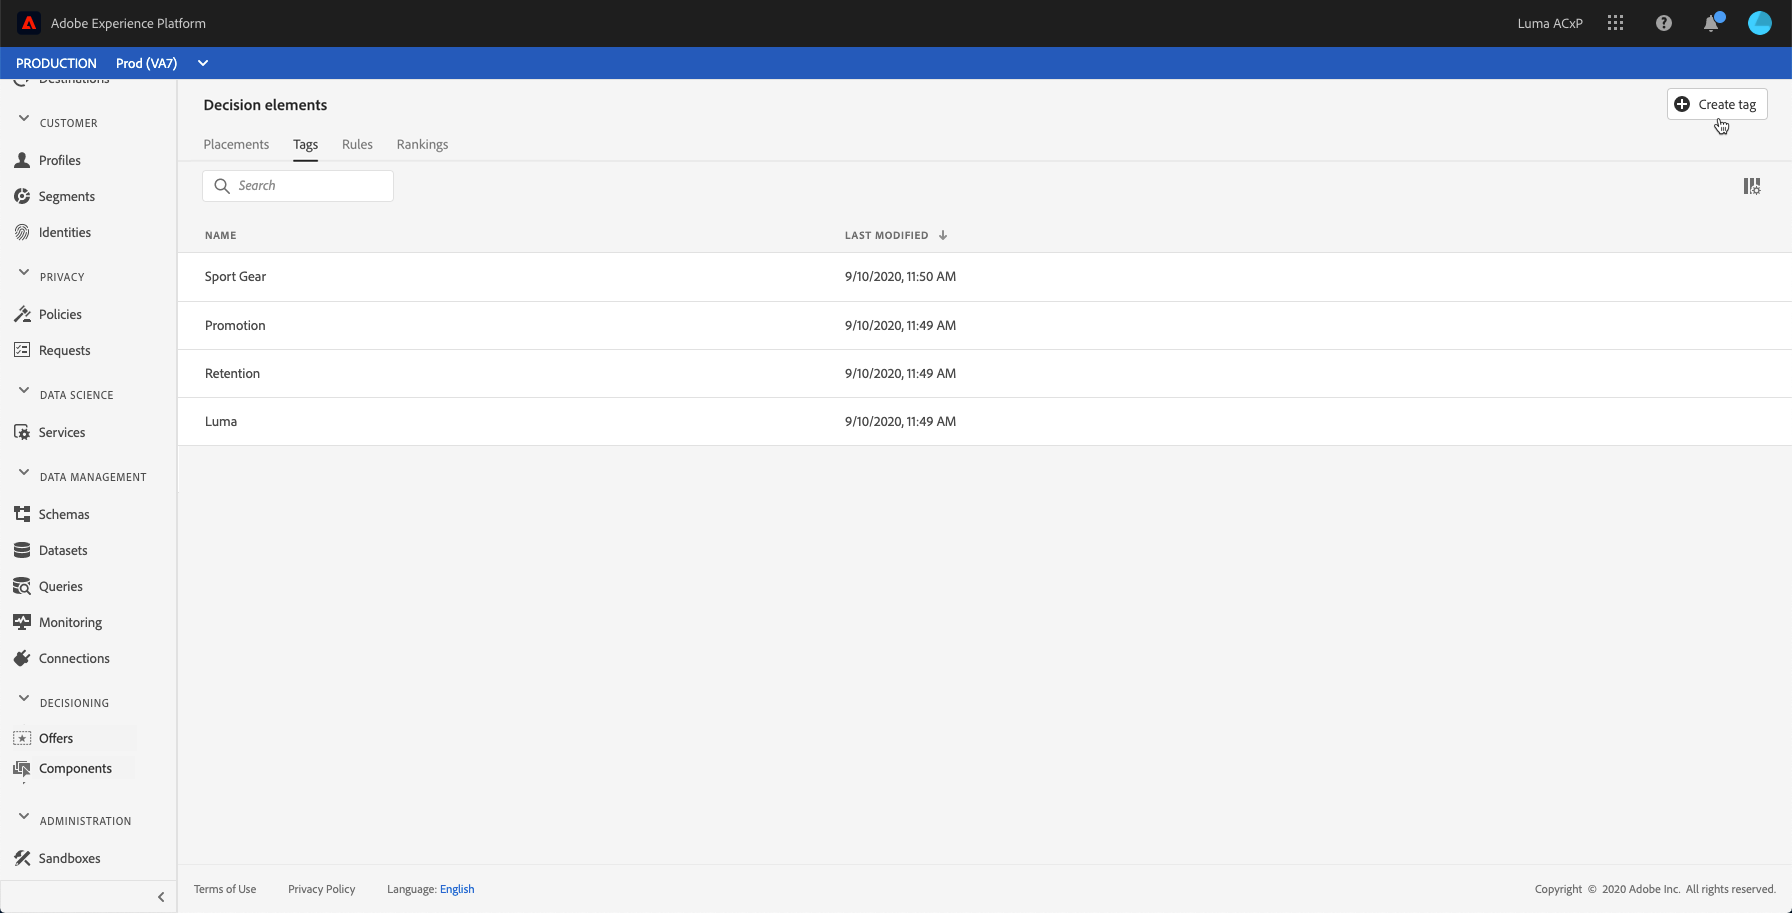 Adobe Experience Platform
Luma ACxP
PRODUCTION Prod (VA7)
Destinations
CUSTOMER
Profiles
Segments
Identities
PRIVACY
Policies
Requests
DATA SCIENCE
Services
DATA MANAGEMENT
Schemas
Datasets
Queries
Monitoring
Connections
DECISIONING
Offers
Components
ADMINISTRATION
Sandboxes
Decision elements
Create tag
Placements Tags Rules Rankings
Search
NAME LAST MODIFIED
Sport Gear 9/10/2020, 11:50 AM
Promotion 9/10/2020, 11:49 AM
Retention 9/10/2020, 11:49 AM
Luma 9/10/2020, 11:49 AM
Terms of Use Privacy Policy Language: English
Copyright © 2020 Adobe Inc. All rights reserved.